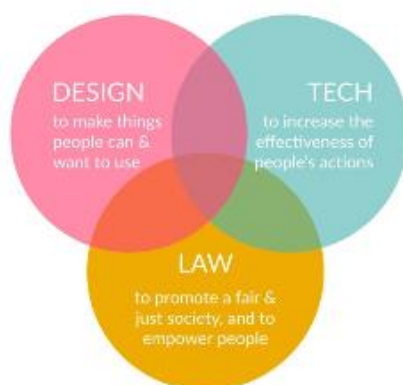 DESIGN
to make things
people can &
want to use
TECH
to increase the
effectiveness of
people's actions
LAW
to promote a fair &
just society, and to
empower people